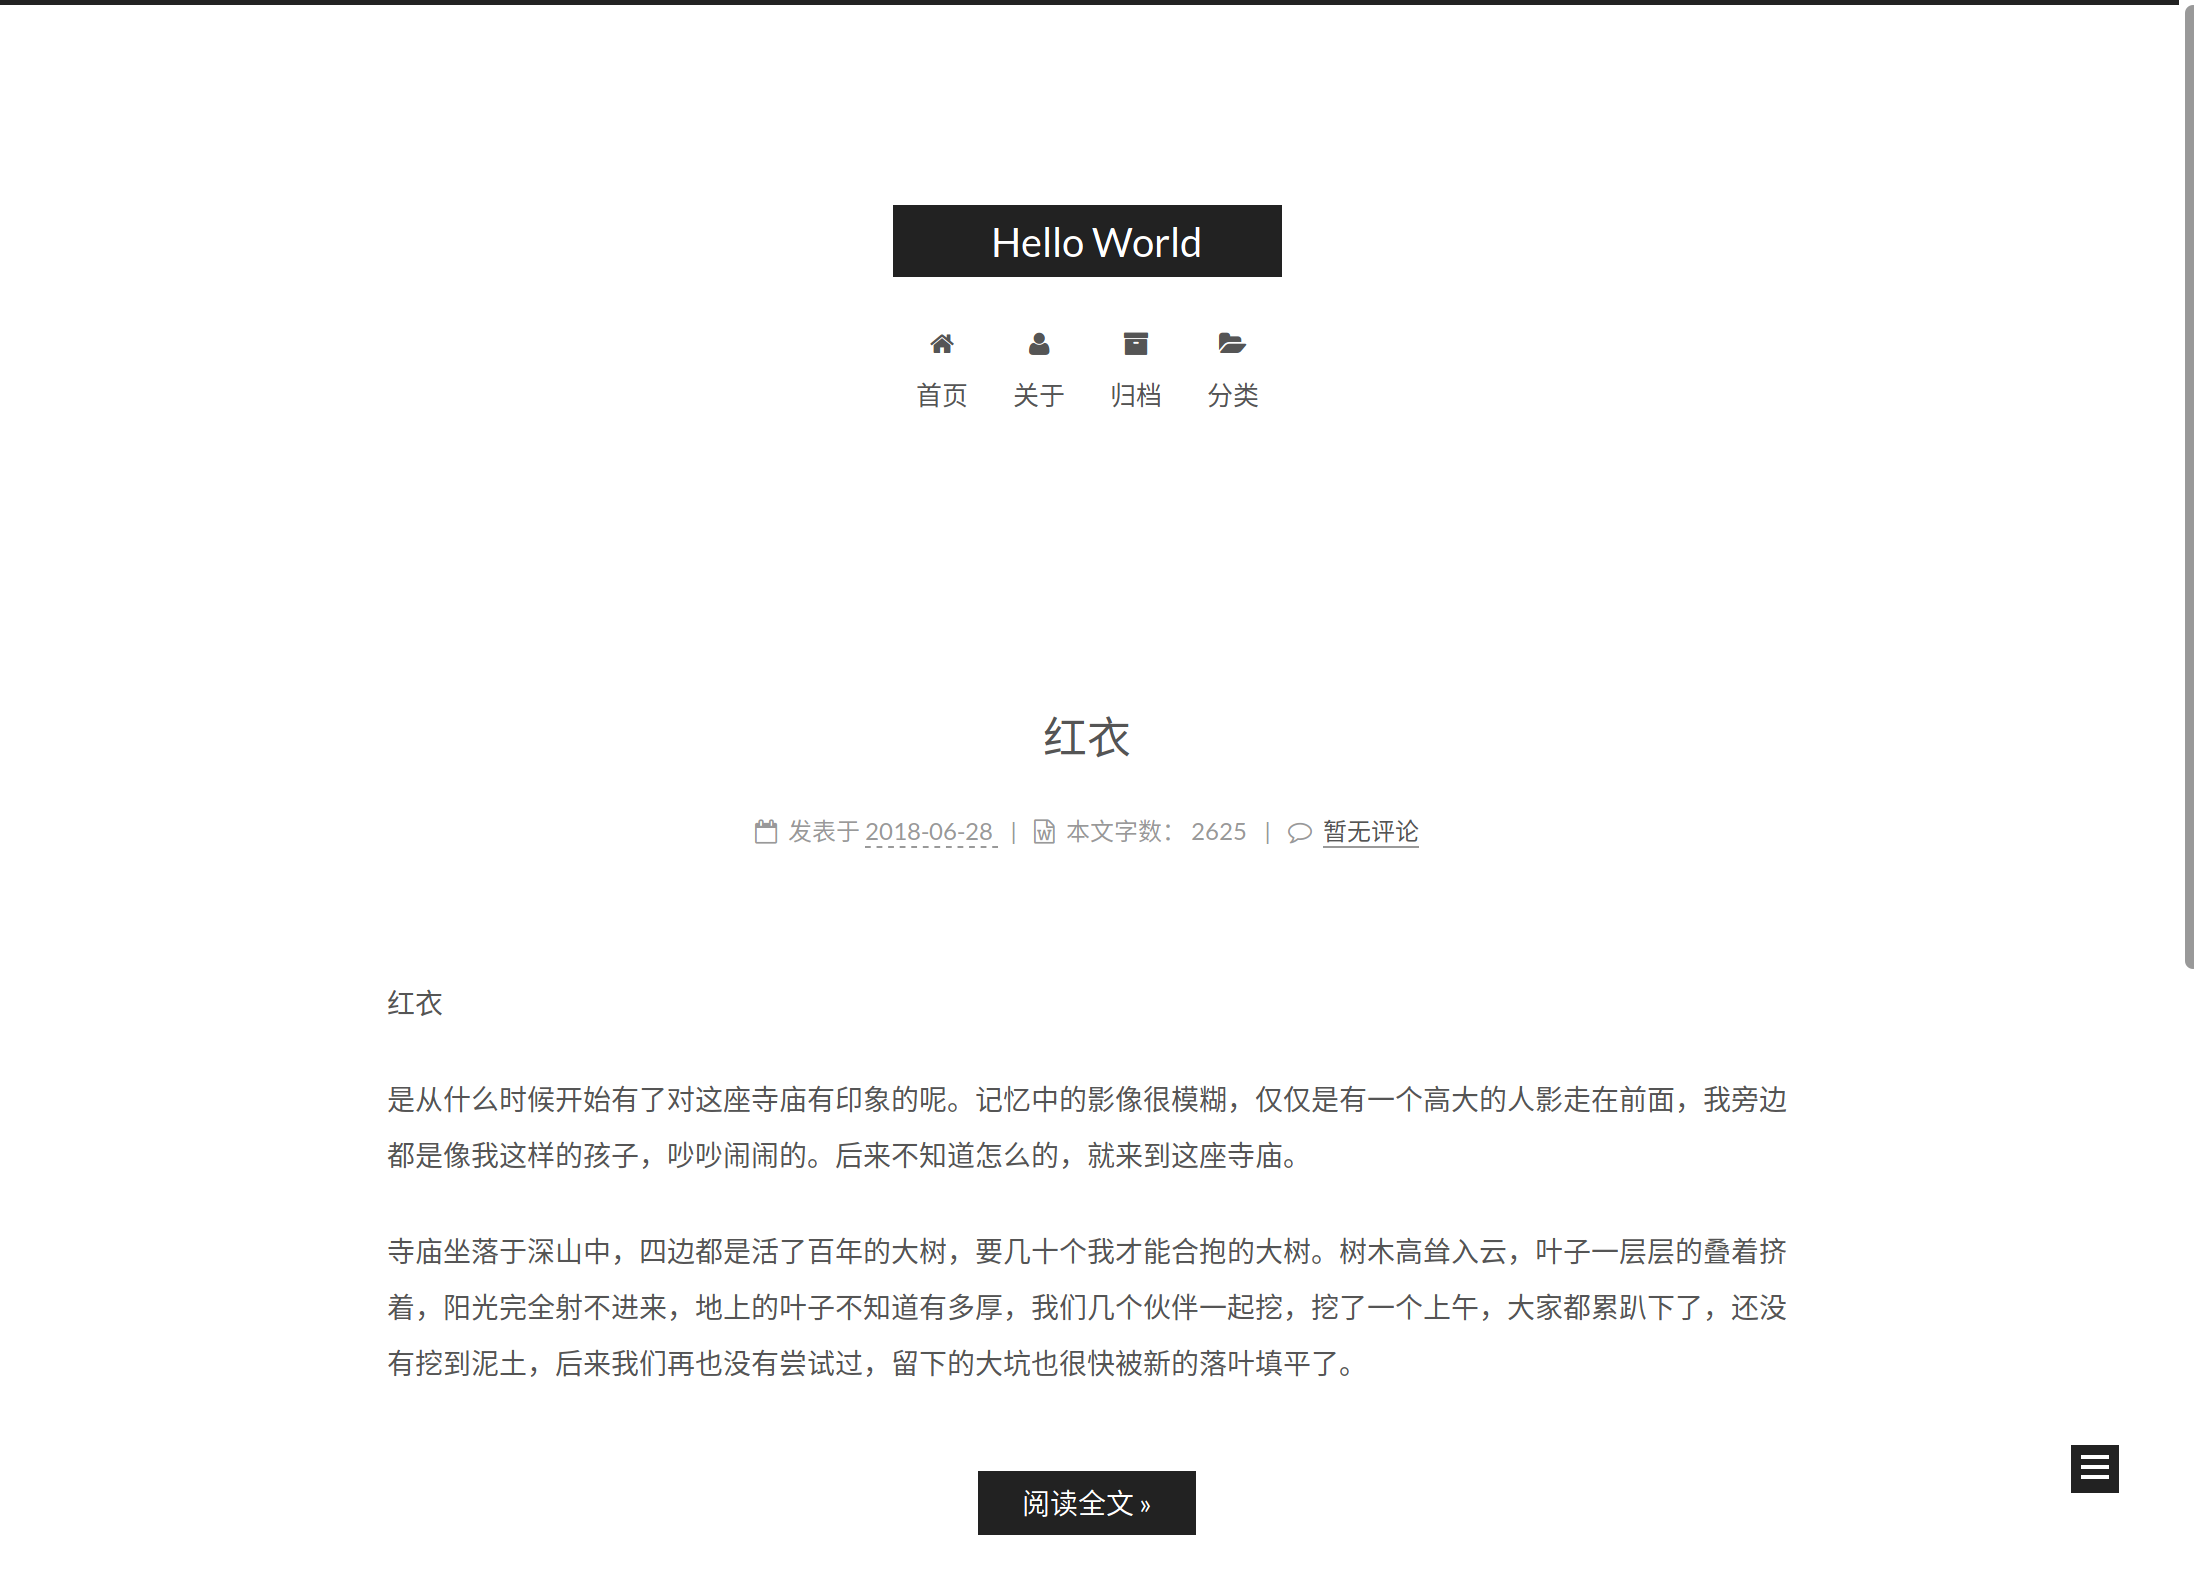 Hello World
首页 关于 归档 分类
红衣
发表于 2018-06-28 | 本文字数： 2625 | 暂无评论
红衣
是从什么时候开始有了对这座寺庙有印象的呢。记忆中的影像很模糊，仅仅是有一个高大的人影走在前面，我旁边
都是像我这样的孩子，吵吵闹闹的。后来不知道怎么的，就来到这座寺庙。
寺庙坐落于深山中，四边都是活了百年的大树，要几十个我才能合抱的大树。树木高耸入云，叶子一层层的叠着挤
着，阳光完全射不进来，地上的叶子不知道有多厚，我们几个伙伴一起挖，挖了一个上午，大家都累趴下了，还没
有挖到泥土，后来我们再也没有尝试过，留下的大坑也很快被新的落叶填平了。
阅读全文 »